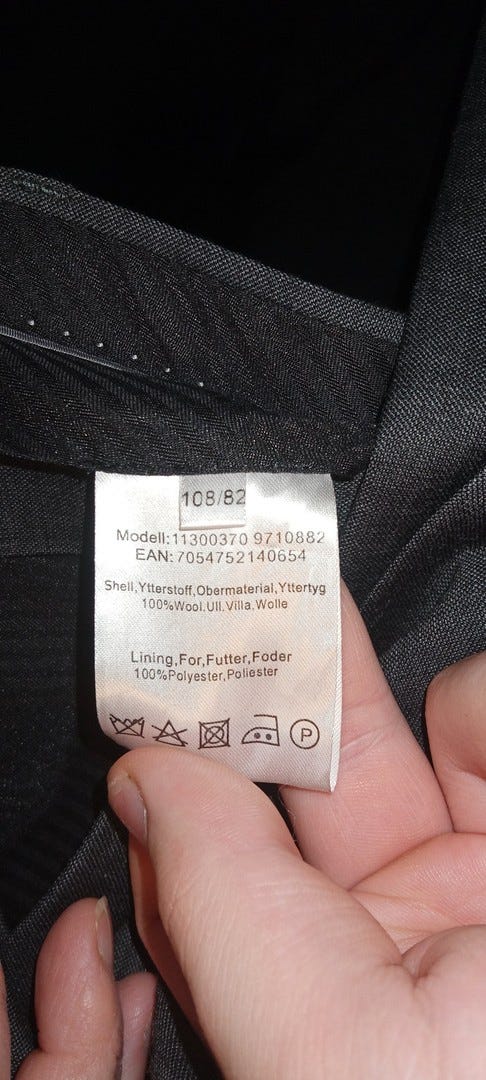 108/82
Modell:11300370 9710882
EAN:7054752140654
Shell,Ytterstoff,Obermaterial,Yttertyg
100%Wool,Ull,Villa,Wolle
Lining,For,Futter,Foder
100%Polyester,Poliester
P